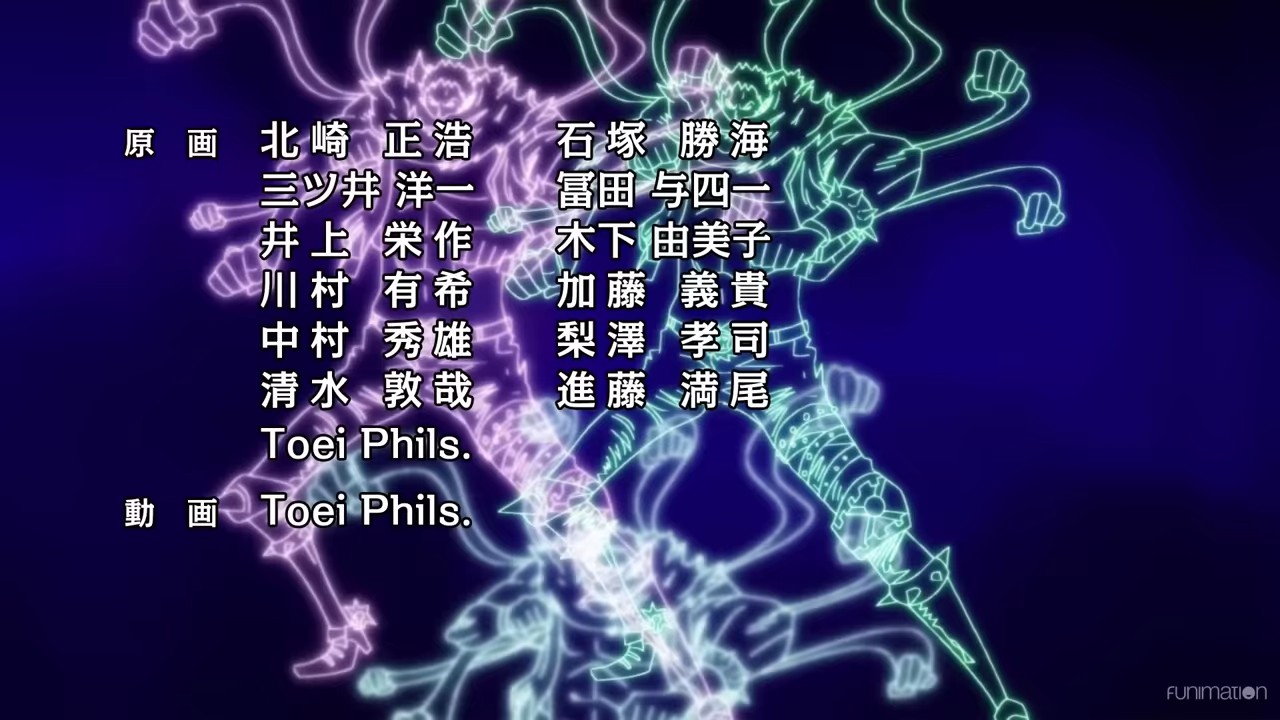 原画 北崎 正浩 石塚 勝海
三ツ井 洋一 冨田 与四一
井上 栄作 木下 由美子
川村 有希 加藤 義貴
中村 秀雄 梨澤 孝司
清水 敦哉 進藤 満尾
Toei Phils.
動画 Toei Phils.
FUNIMATION